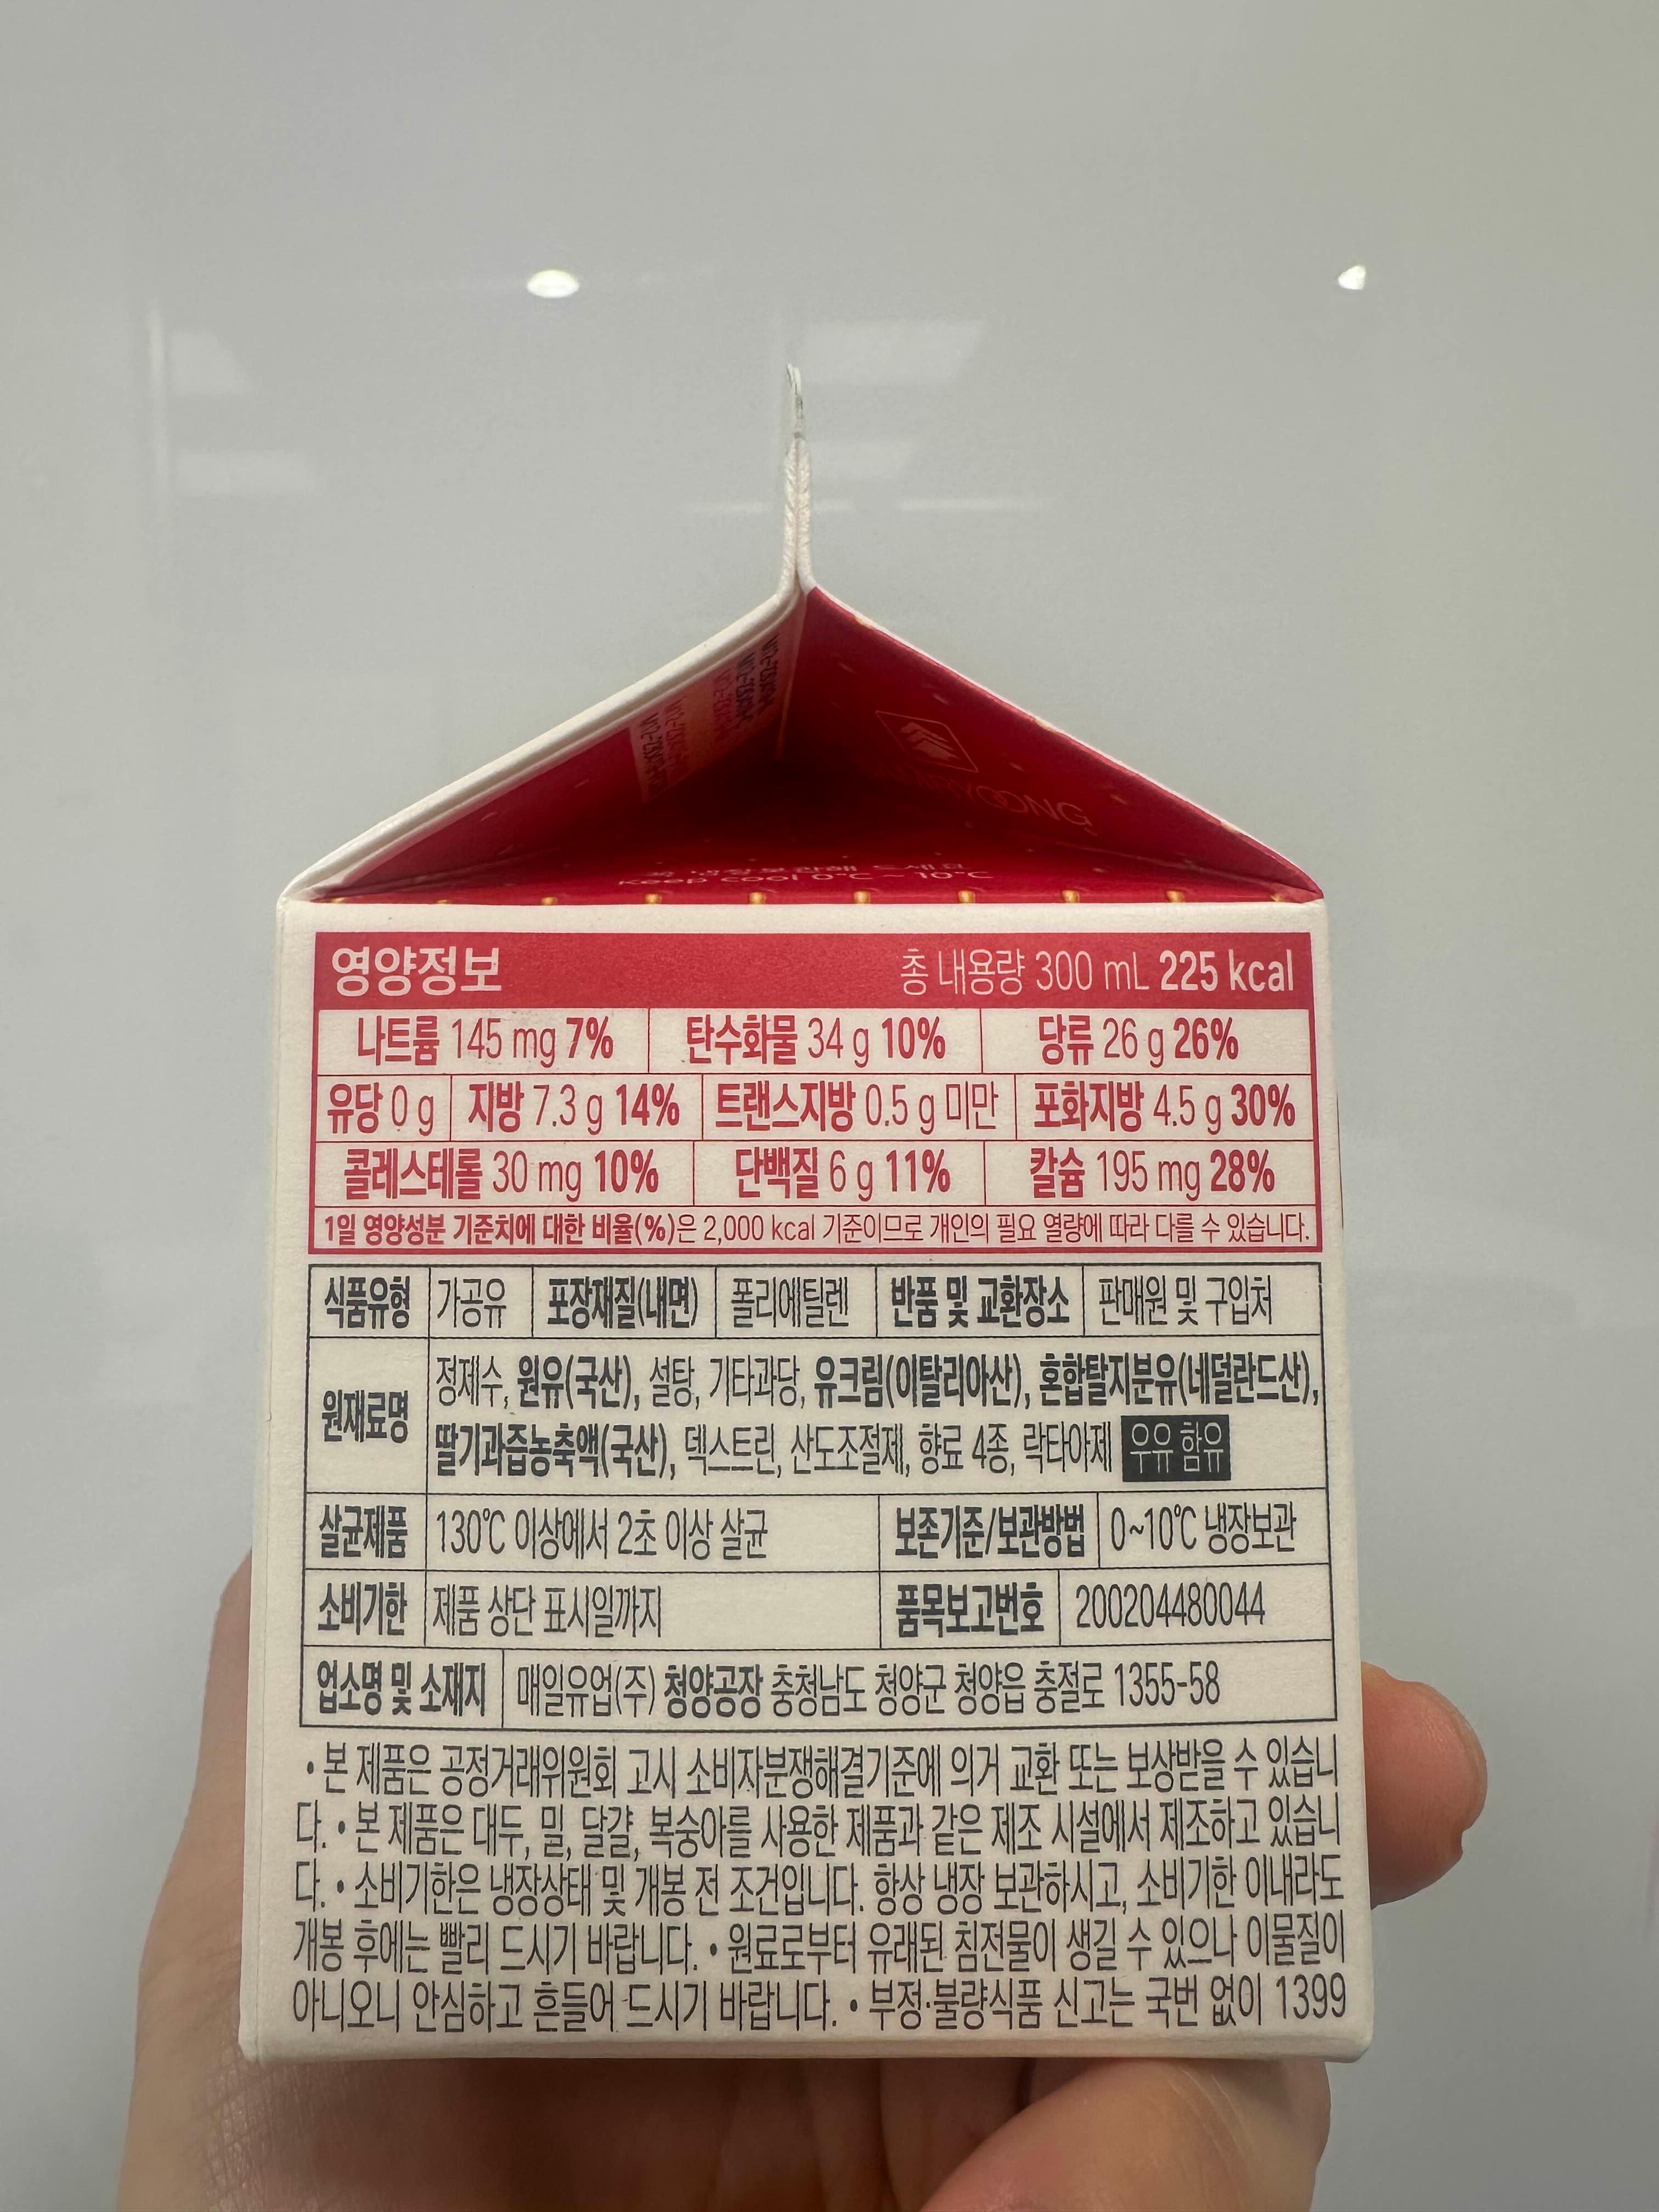 Keep cool 0℃ ~ 10℃
영양정보 총 내용량 300 mL 225 kcal
나트륨 145 mg 7% 탄수화물 34 g 10% 당류 26 g 26%
유당 0 g 지방 7.3 g 14% 트랜스지방 0.5 g 미만 포화지방 4.5 g 30%
콜레스테롤 30 mg 10% 단백질 6 g 11% 칼슘 195 mg 28%
1일 영양성분 기준치에 대한 비율(%)은 2,000 kcal 기준이므로 개인의 필요 열량에 따라 다를 수 있습니다.
식품유형 가공유 포장재질(내면) 폴리에틸렌 반품 및 교환장소 판매원 및 구입처
원재료명 정제수, 원유(국산), 설탕, 기타과당, 유크림(이탈리아산), 혼합탈지분유(네덜란드산),
딸기과즙농축액(국산), 덱스트린, 산도조절제, 향료 4종, 락타아제 우유 함유
살균제품 130℃ 이상에서 2초 이상 살균 보존기준/보관방법 0~10℃ 냉장보관
소비기한 제품 상단 표시일까지 품목보고번호 200204480044
업소명 및 소재지 매일유업(주) 청양공장 충청남도 청양군 청양읍 충절로 1355-58
• 본 제품은 공정거래위원회 고시 소비자분쟁해결기준에 의거 교환 또는 보상받을 수 있습니
다. • 본 제품은 대두, 밀, 달걀, 복숭아를 사용한 제품과 같은 제조 시설에서 제조하고 있습니
다. • 소비기한은 냉장상태 및 개봉 전 조건입니다. 항상 냉장 보관하시고, 소비기한 이내라도
개봉 후에는 빨리 드시기 바랍니다. • 원료로부터 유래된 침전물이 생길 수 있으나 이물질이
아니오니 안심하고 흔들어 드시기 바랍니다. • 부정·불량식품 신고는 국번 없이 1399